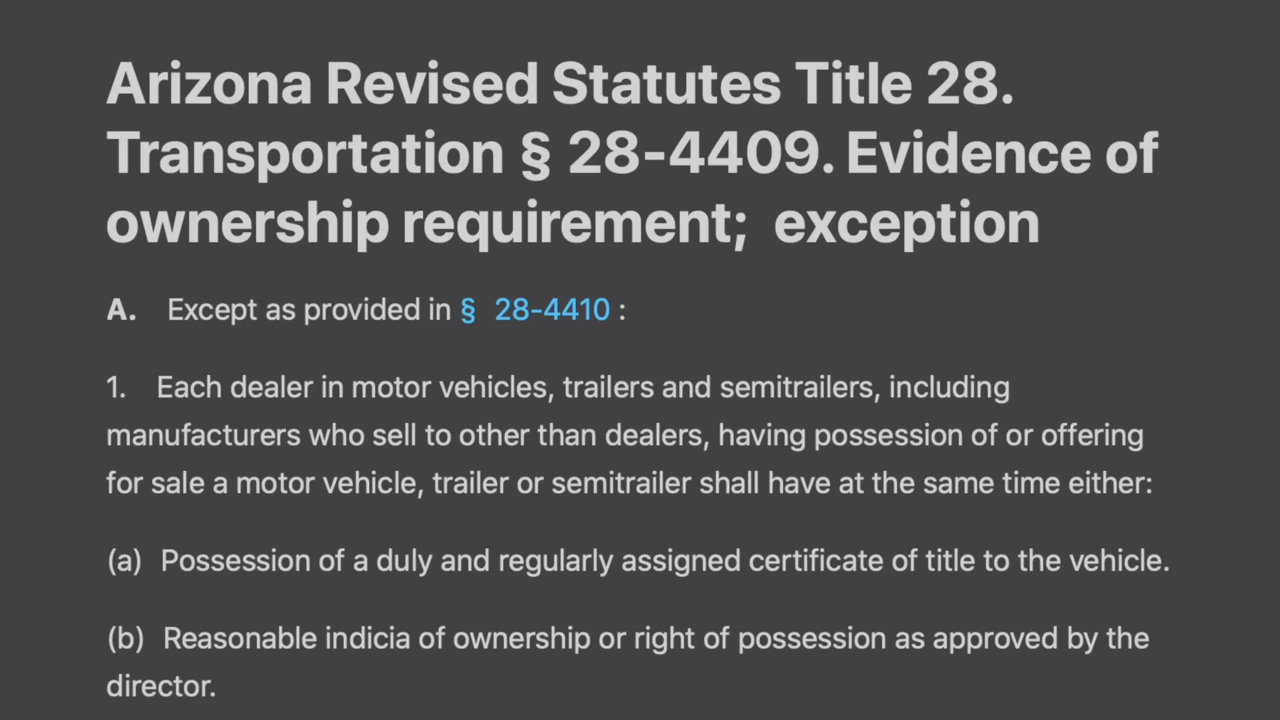 Arizona Revised Statutes Title 28.
Transportation § 28-4409. Evidence of
ownership requirement;  exception
A.    Except as provided in §  28-4410 :
1.    Each dealer in motor vehicles, trailers and semitrailers, including
manufacturers who sell to other than dealers, having possession of or offering
for sale a motor vehicle, trailer or semitrailer shall have at the same time either:
(a)  Possession of a duly and regularly assigned certificate of title to the vehicle.
(b)  Reasonable indicia of ownership or right of possession as approved by the
director.